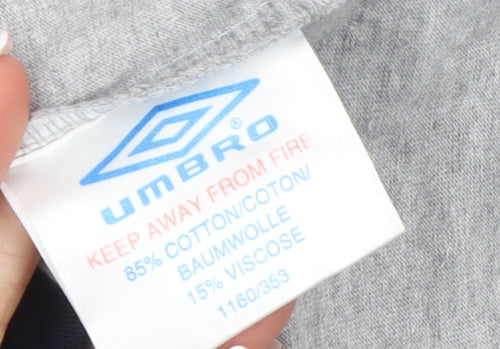 UMBRO®
KEEP AWAY FROM FIRE
85% COTTON/COTON/
BAUMWOLLE
15% VISCOSE
1160/353